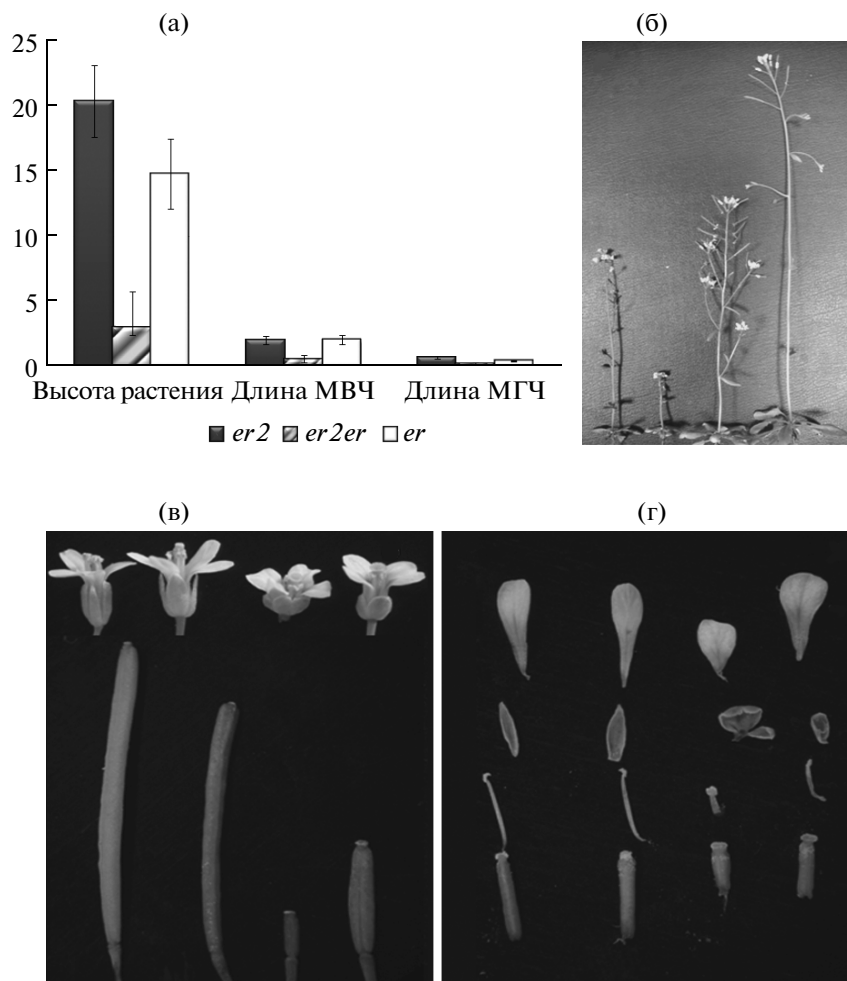 (а)
(б)
25
20
15
10
5
0
Высота растения Длина МВЧ Длина МГЧ
er2 er2er er
(в)
(г)